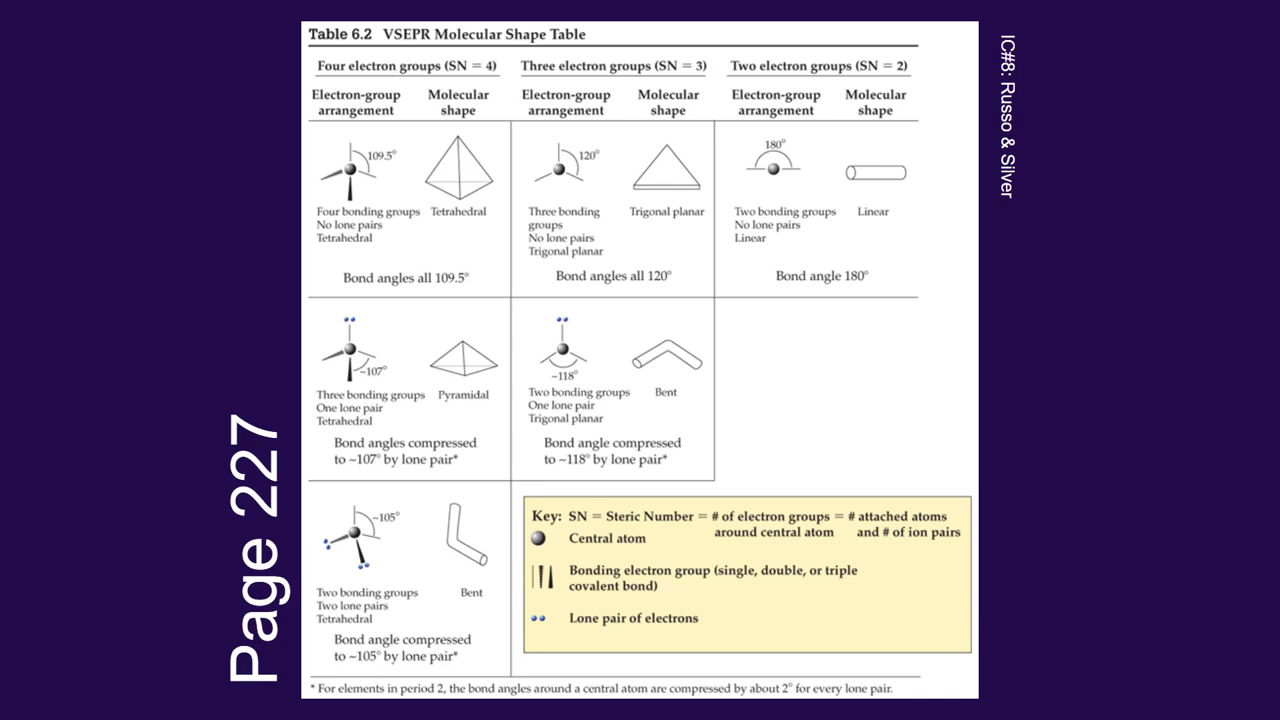 Table 6.2 VSEPR Molecular Shape Table
Four electron groups (SN = 4)
Three electron groups (SN = 3)
Two electron groups (SN = 2)
Electron-group
arrangement
Molecular
shape
Electron-group
arrangement
Molecular
shape
Electron-group
arrangement
Molecular
shape
109.5°
Four bonding groups
No lone pairs
Tetrahedral
Tetrahedral
Bond angles all 109.5°
120°
Three bonding
groups
No lone pairs
Trigonal planar
Trigonal planar
Bond angles all 120°
180°
Two bonding groups
No lone pairs
Linear
Linear
Bond angle 180°
~107°
Three bonding groups
One lone pair
Tetrahedral
Pyramidal
Bond angles compressed
to ~107° by lone pair*
~118°
Two bonding groups
One lone pair
Trigonal planar
Bent
Bond angle compressed
to ~118° by lone pair*
~105°
Two bonding groups
Two lone pairs
Tetrahedral
Bent
Bond angle compressed
to ~105° by lone pair*
Key: SN = Steric Number = # of electron groups = # attached atoms
around central atom and # of ion pairs
Central atom
Bonding electron group (single, double, or triple
covalent bond)
Lone pair of electrons
* For elements in period 2, the bond angles around a central atom are compressed by about 2° for every lone pair.
Page 227
IC#8: Russo & Silver